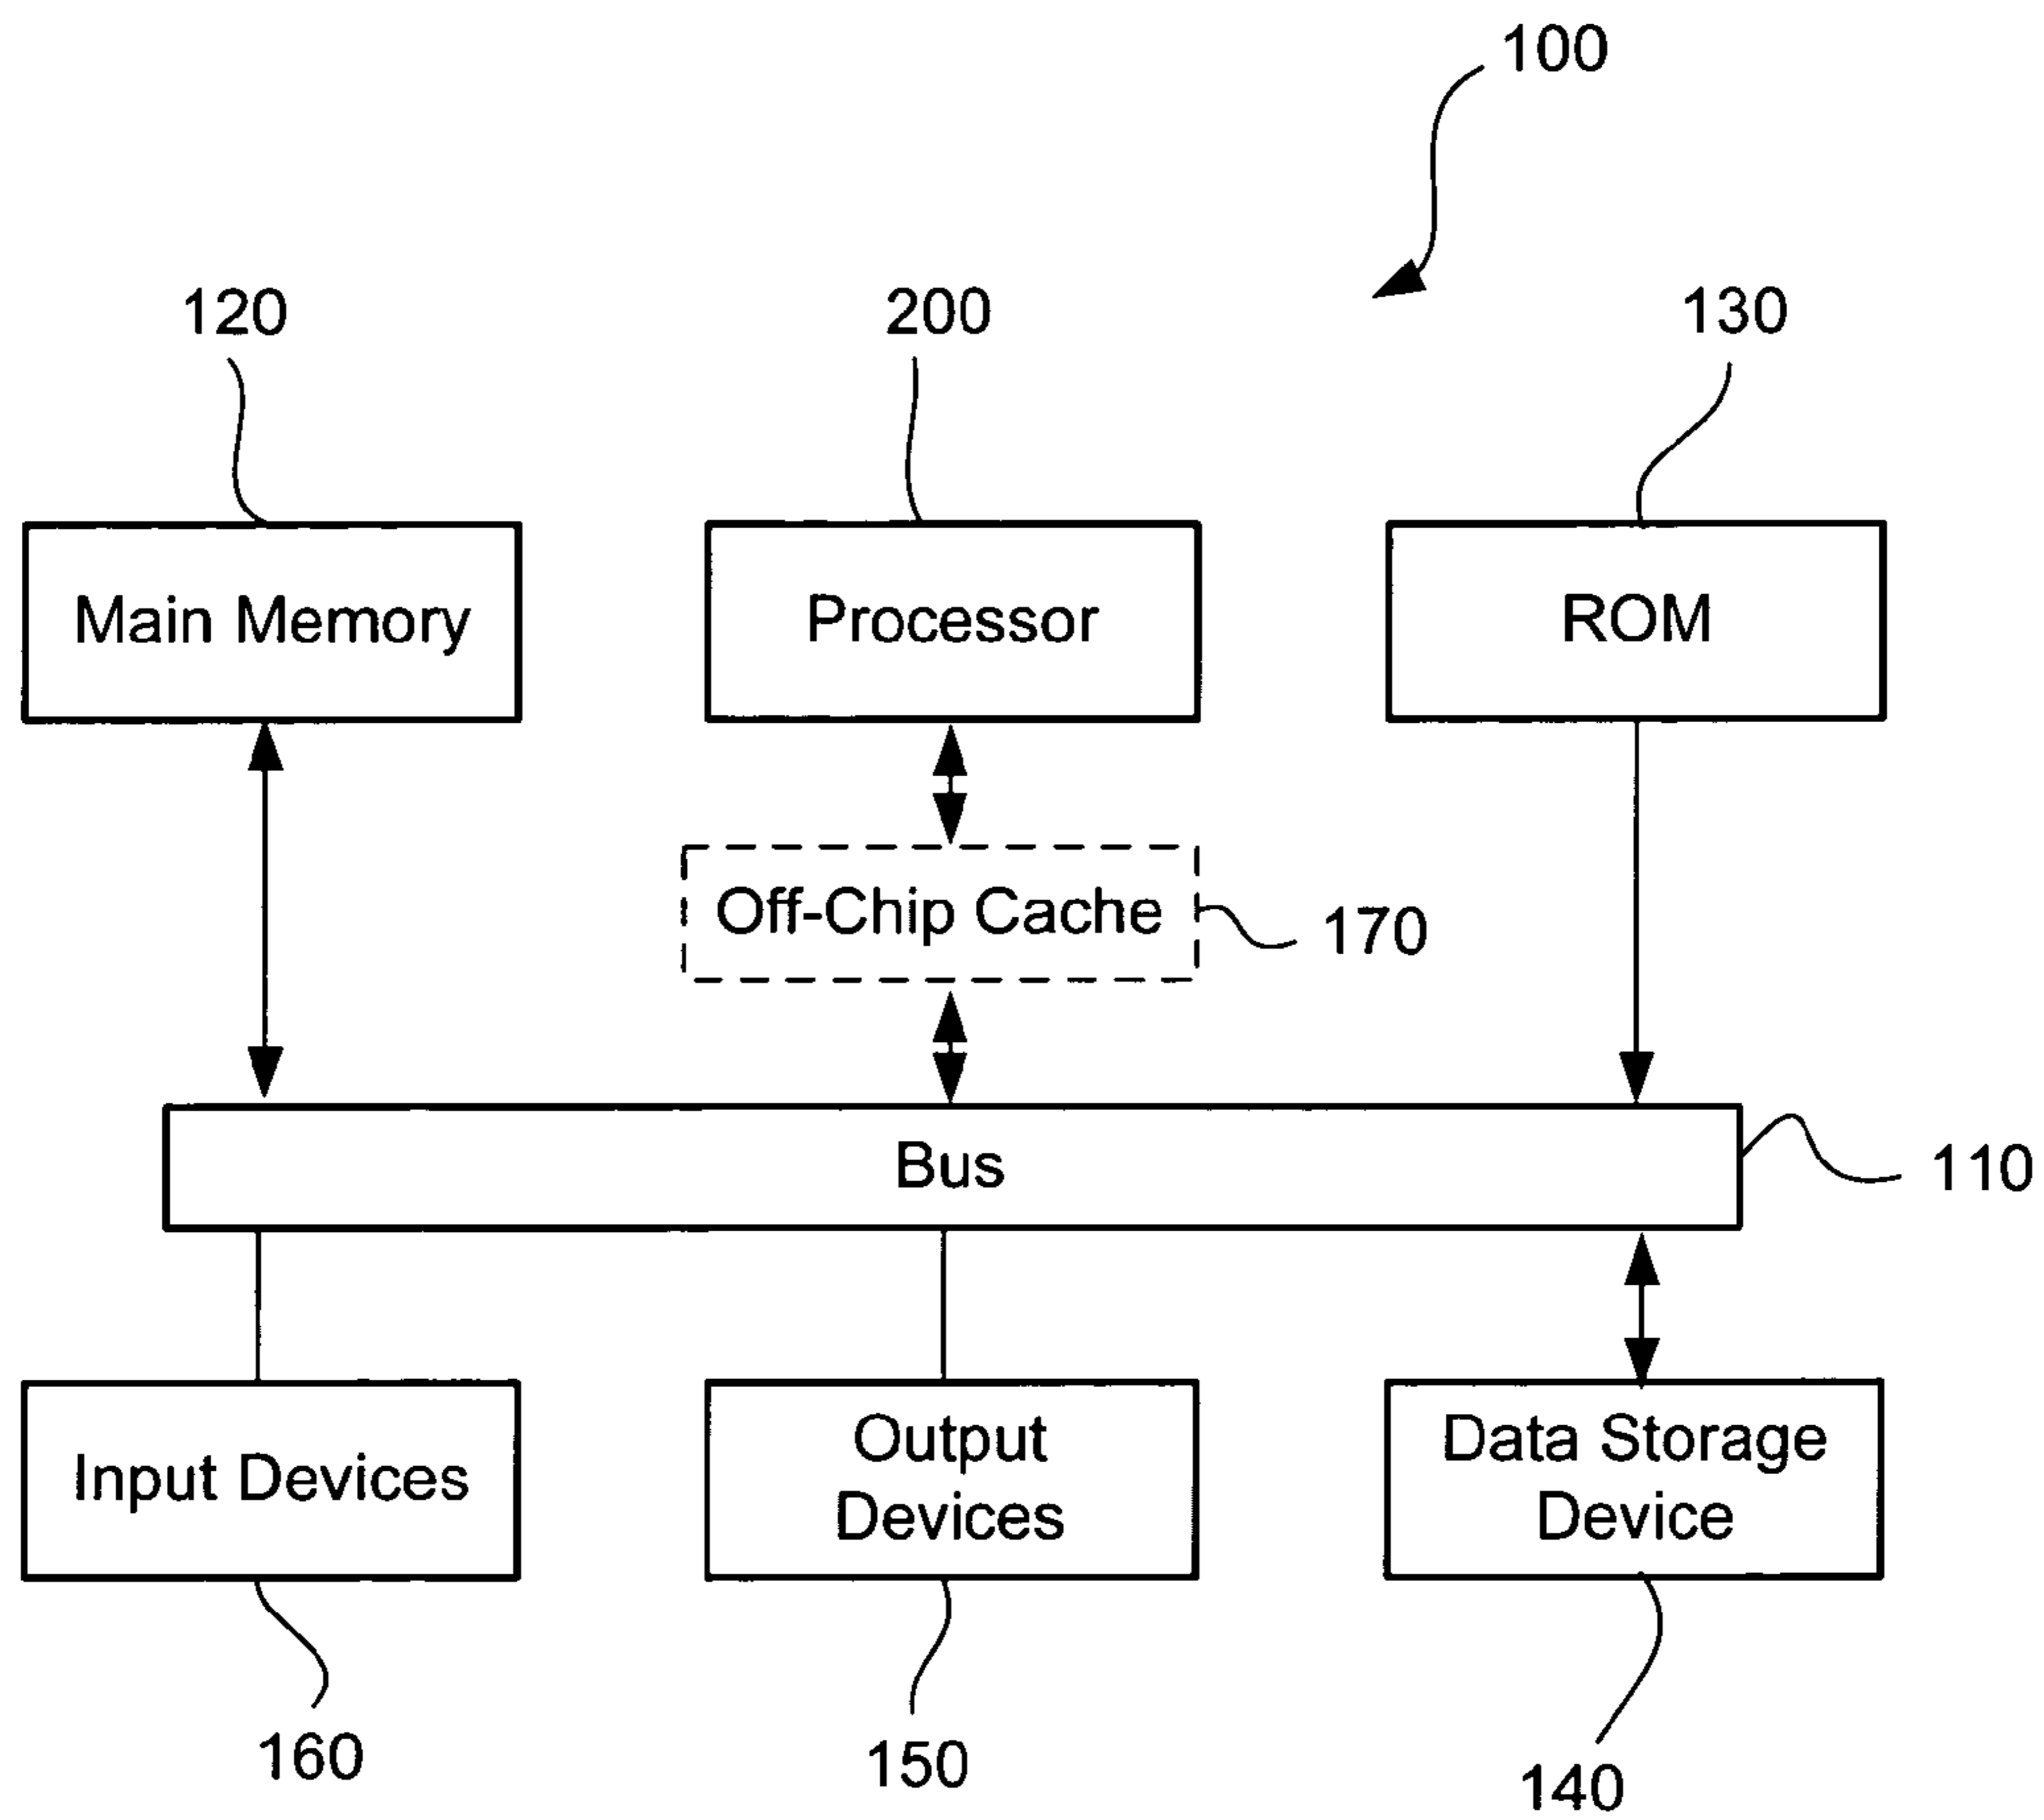 100
120
200
130
Main Memory
Processor
ROM
Off-Chip Cache
170
Bus
110
Input Devices
Output
Devices
Data Storage
Device
160
150
140